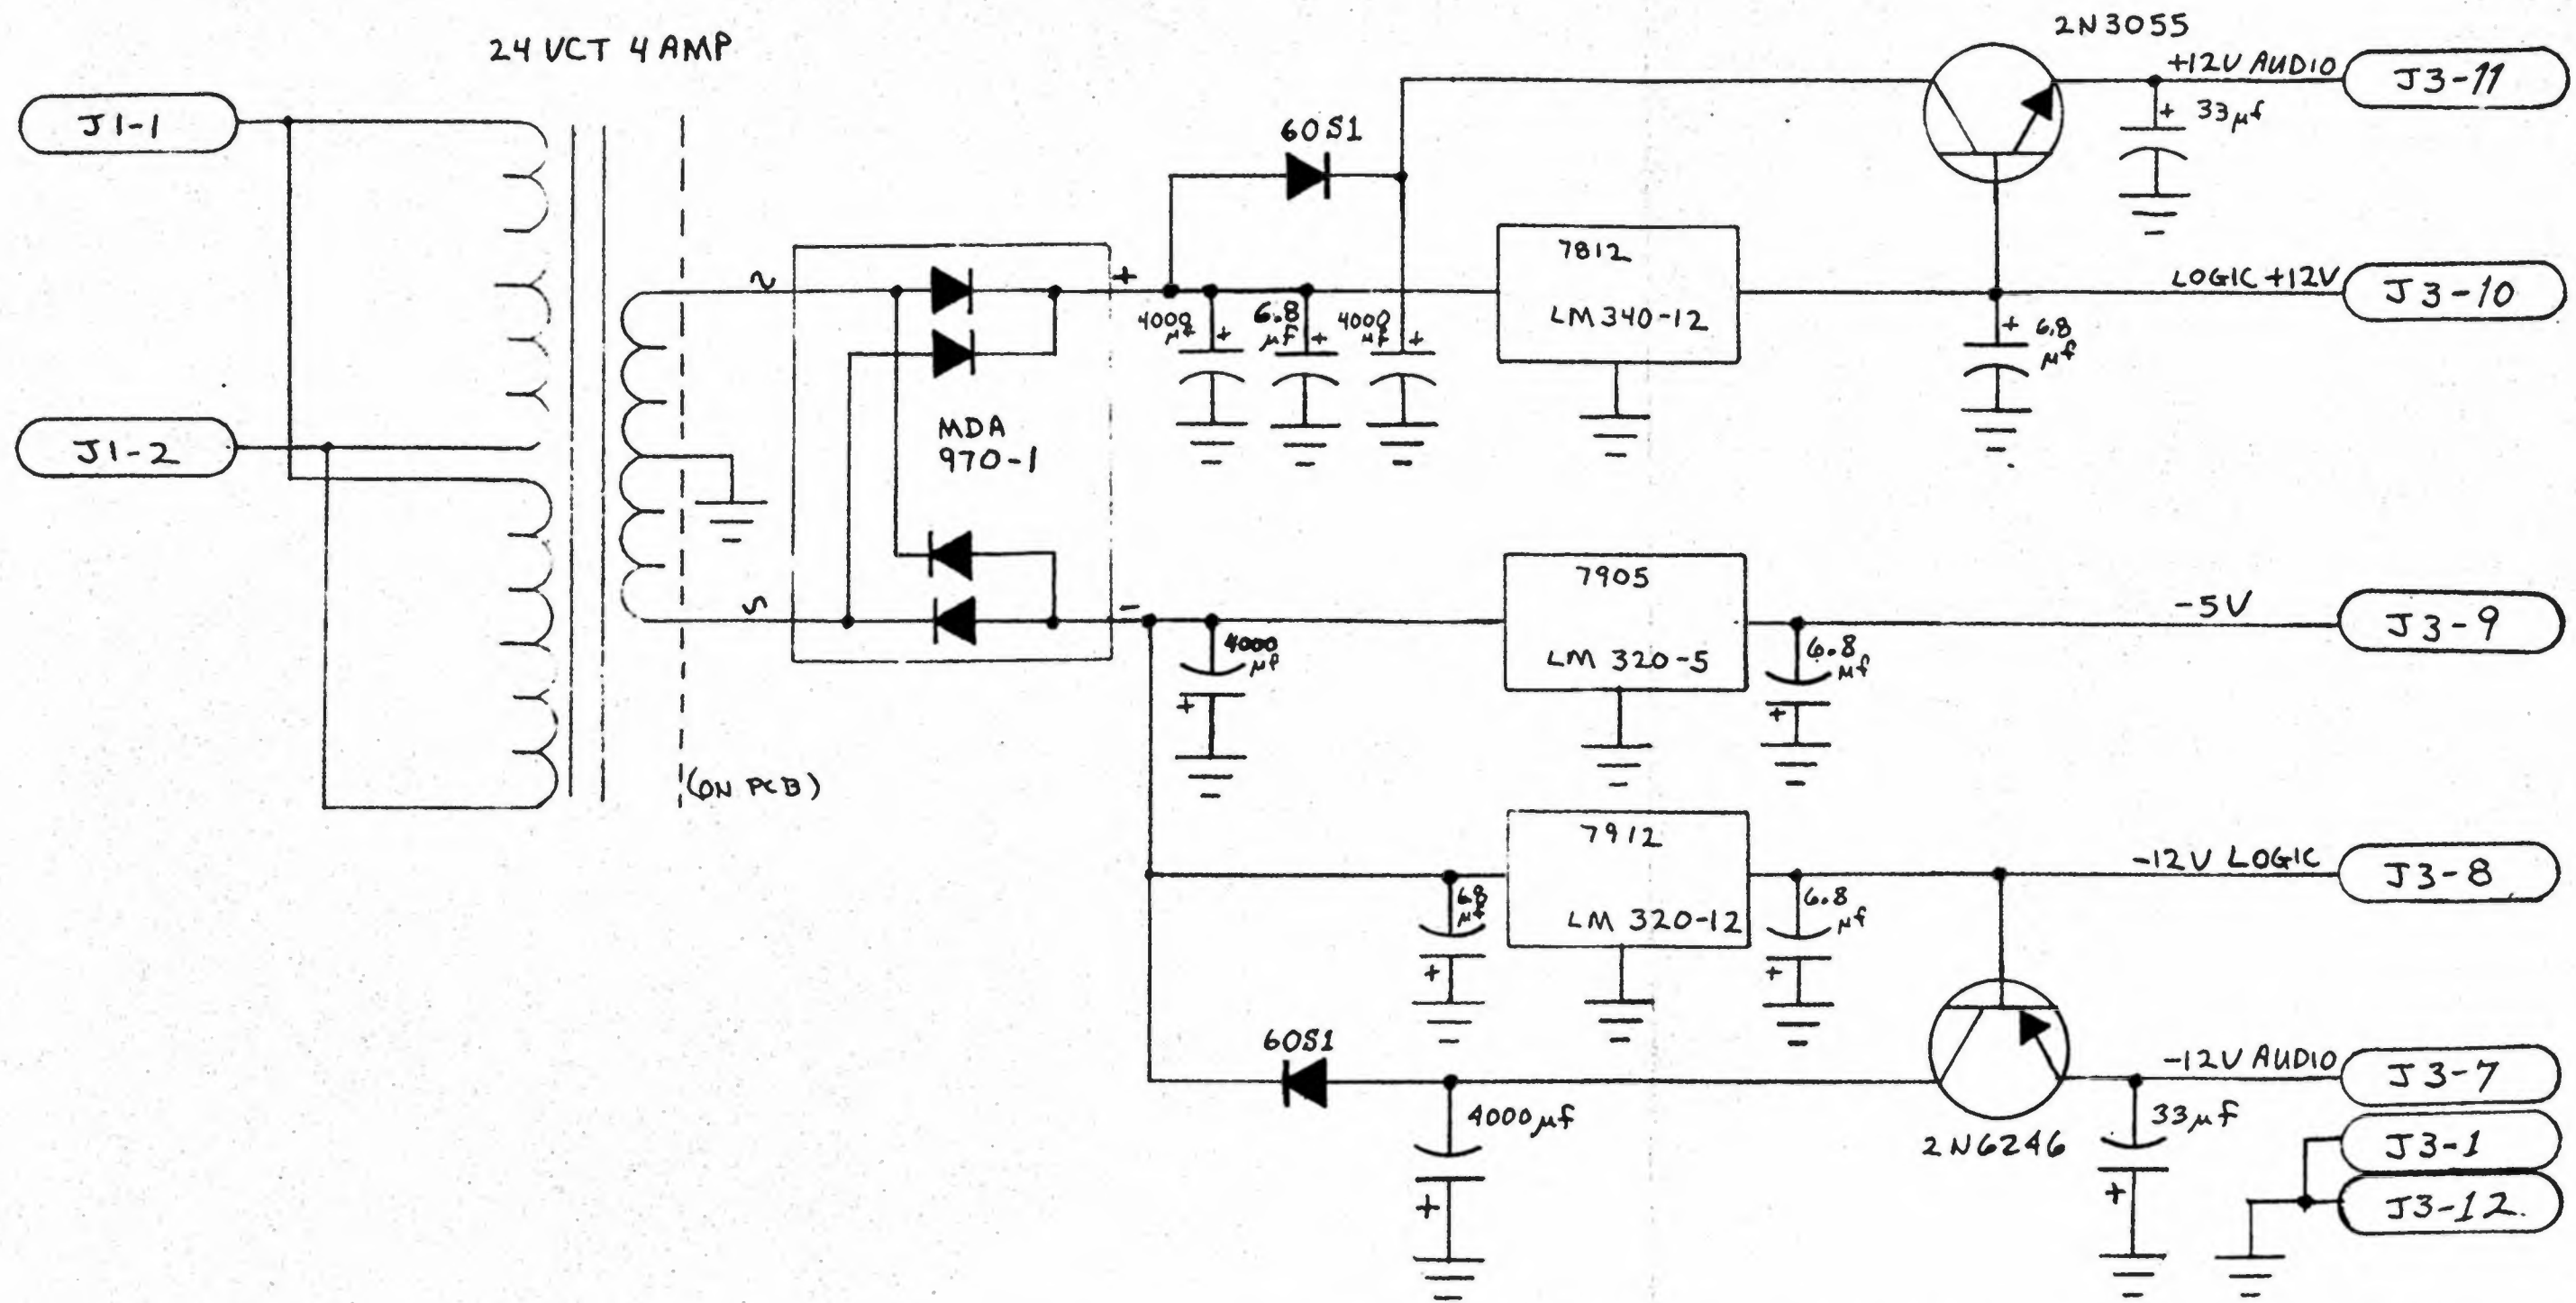 24 VCT 4 AMP
J1-1
J1-2
(ON PCB)
~
~
MDA
970-1
+
-
60S1
4000
µf
+
6.8
µf
+
4000
µf
+
7812
LM 340-12
2N3055
+12V AUDIO
J3-11
+
33µf
LOGIC +12V
J3-10
+
6.8
µf
4000
µf
+
7905
LM 320-5
6.8
µf
+
-5V
J3-9
6.8
µf
+
7912
LM 320-12
6.8
µf
+
-12V LOGIC
J3-8
60S1
4000µf
+
2N6246
-12V AUDIO
J3-7
33µf
+
J3-1
J3-12.